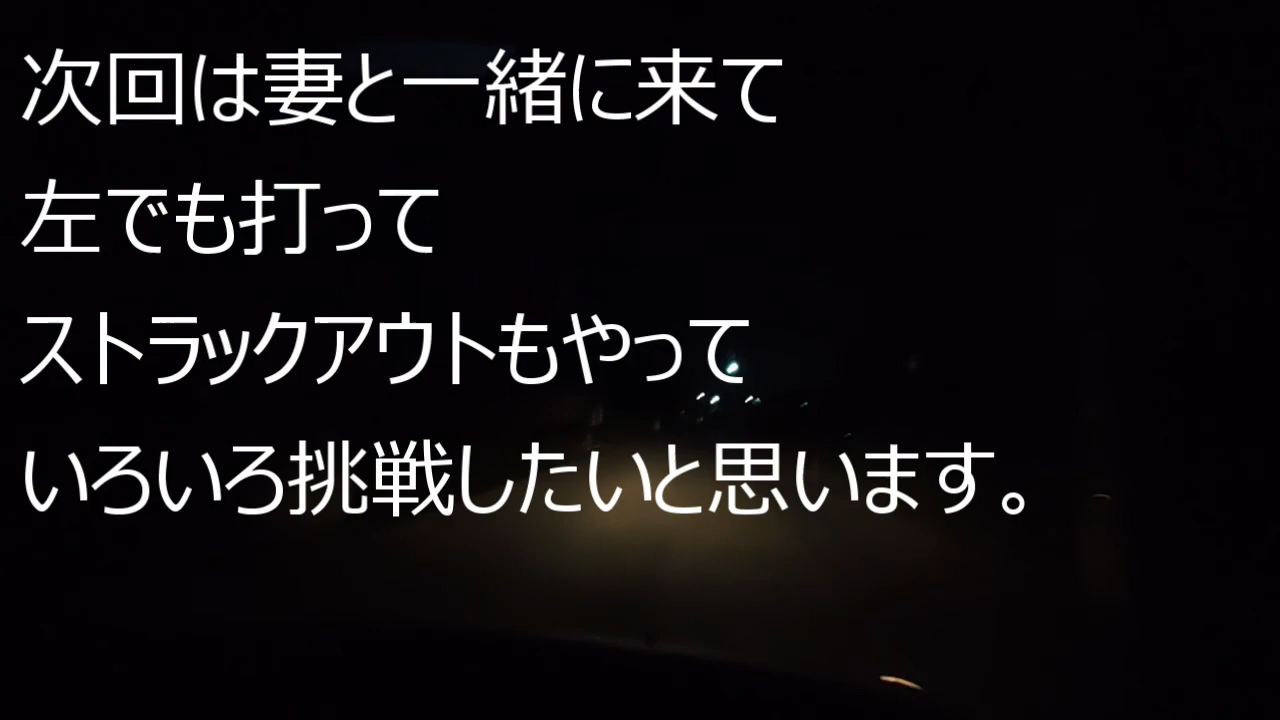 次回は妻と一緒に来て
左でも打って
ストラックアウトもやって
いろいろ挑戦したいと思います。